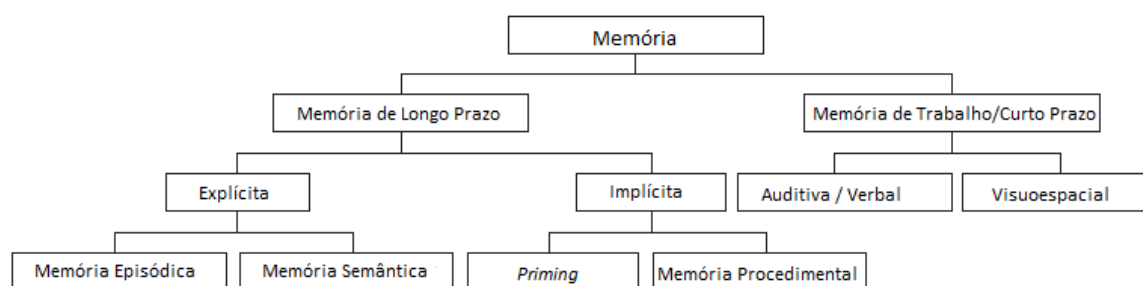 Memória
Memória de Longo Prazo
Memória de Trabalho/Curto Prazo
Explícita
Implícita
Auditiva / Verbal
Visuoespacial
Memória Episódica
Memória Semântica
Priming
Memória Procedimental